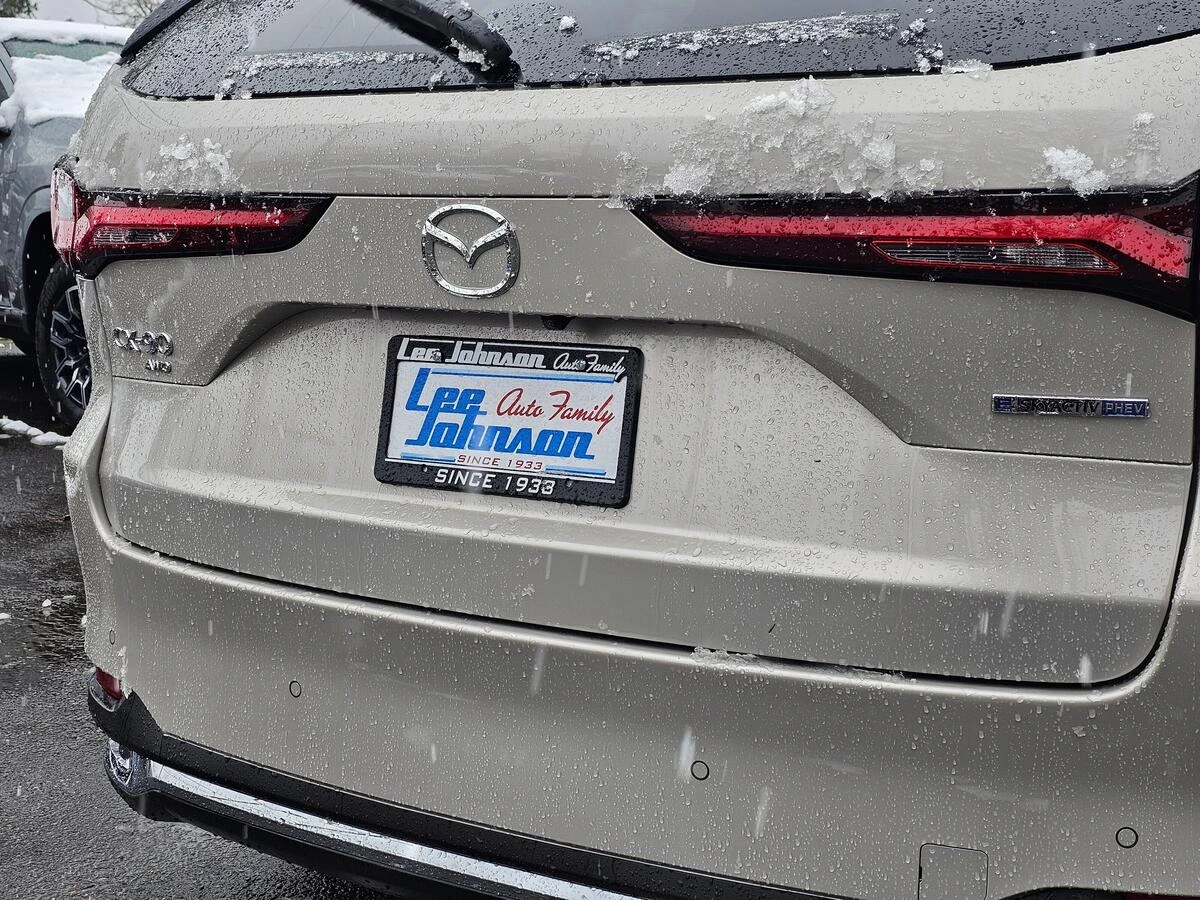 CX-90
AWD
Lee Johnson Auto Family
Lee Auto Family
Johnson
SINCE 1933
SINCE 1933
e-SKYACTIV PHEV